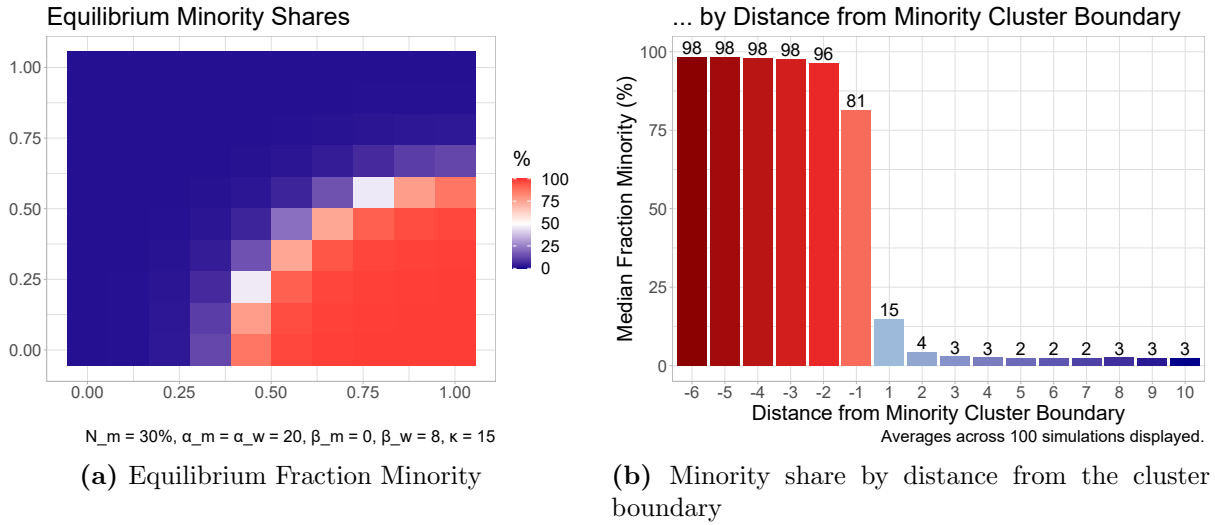 Equilibrium Minority Shares
1.00
0.75
0.50
0.25
0.00
0.00 0.25 0.50 0.75 1.00
%
100
75
50
25
0
N_m = 30%, α_m = α_w = 20, β_m = 0, β_w = 8, κ = 15
(a) Equilibrium Fraction Minority
... by Distance from Minority Cluster Boundary
Median Fraction Minority (%)
100
75
50
25
0
98 98 98 98 96 81 15 4 3 3 2 2 2 3 3 3
-6 -5 -4 -3 -2 -1 1 2 3 4 5 6 7 8 9 10
Distance from Minority Cluster Boundary
Averages across 100 simulations displayed.
(b) Minority share by distance from the cluster
boundary